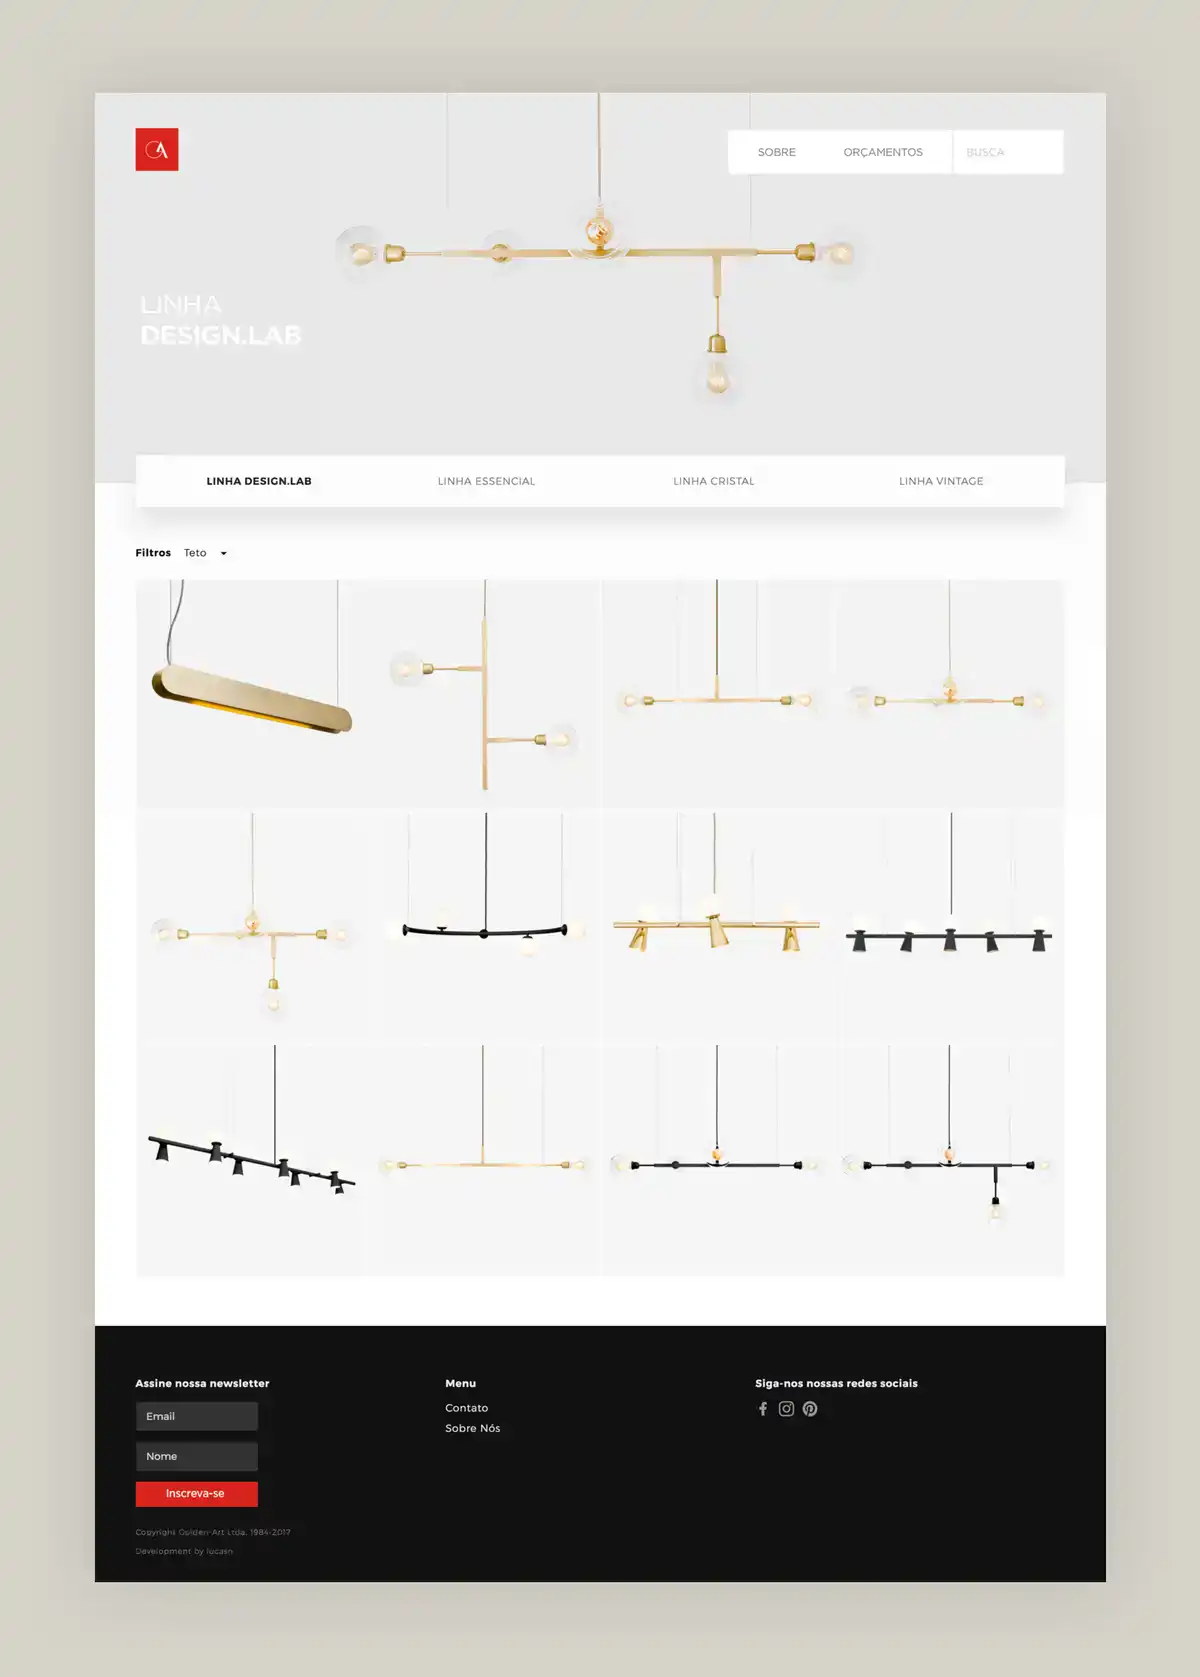 GA
SOBRE
ORÇAMENTOS
BUSCA
LINHA
DESIGN.LAB
LINHA DESIGN.LAB
LINHA ESSENCIAL
LINHA CRISTAL
LINHA VINTAGE
Filtros
Teto
Assine nossa newsletter
Email
Nome
Inscreva-se
Copyright Golden Art Ltda. 1984-2017
Development by lucasn
Menu
Contato
Sobre Nós
Siga-nos nossas redes sociais